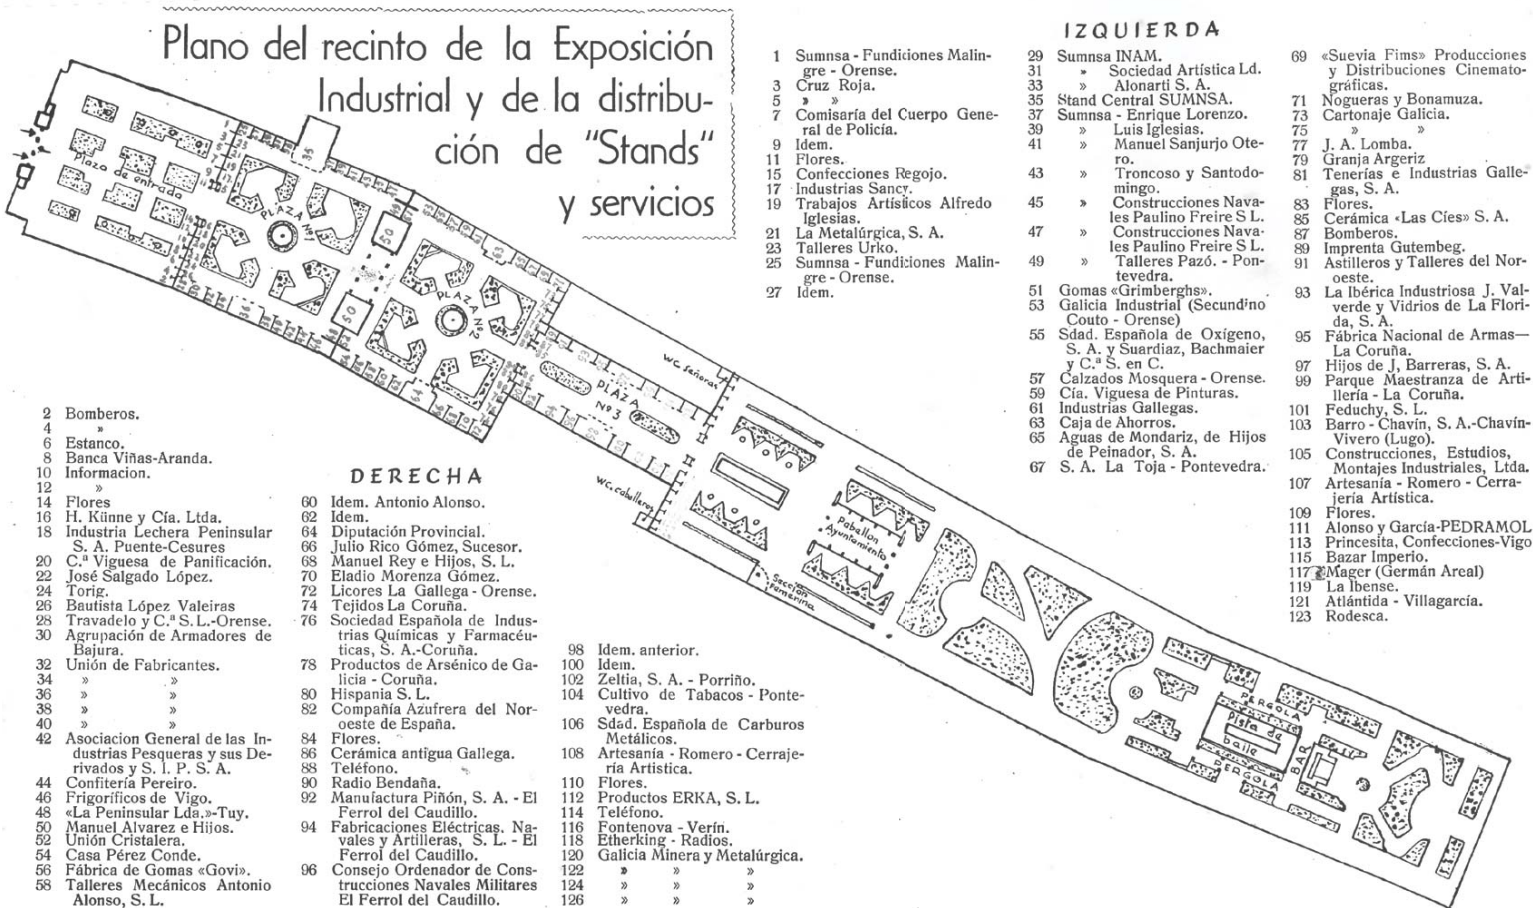 Plano del recinto de la Exposición
Industrial y de la distribu-
ción de "Stands"
y servicios
IZQUIERDA
1 Sumnsa - Fundiciones Malin-
gre - Orense.
3 Cruz Roja.
5 » »
7 Comisaría del Cuerpo Gene-
ral de Policía.
9 Idem.
11 Flores.
15 Confecciones Regojo.
17 Industrias Sancy.
19 Trabajos Artísticos Alfredo
Iglesias.
21 La Metalúrgica, S. A.
23 Talleres Urko.
25 Sumnsa - Fundiciones Malin-
gre - Orense.
27 Idem.
29 Sumnsa INAM.
31 » Sociedad Artística Ld.
33 » Alonarti S. A.
35 Stand Central SUMNSA.
37 Sumnsa - Enrique Lorenzo.
39 » Luis Iglesias.
41 » Manuel Sanjurjo Ote-
ro.
43 » Troncoso y Santodo-
mingo.
45 » Construcciones Nava-
les Paulino Freire S L.
47 » Construcciones Nava-
les Paulino Freire S L.
49 » Talleres Pazó. - Pon-
tevedra.
51 Gomas «Grimberghs».
53 Galicia Industrial (Secundino
Couto - Orense)
55 Sdad. Española de Oxígeno,
S. A. y Suardiaz, Bachmaier
y C.ª S. en C.
57 Calzados Mosquera - Orense.
59 Cía. Viguesa de Pinturas.
61 Industrias Gallegas.
63 Caja de Ahorros.
65 Aguas de Mondariz, de Hijos
de Peinador, S. A.
67 S. A. La Toja - Pontevedra.
69 «Suevia Fims» Producciones
y Distribuciones Cinemato-
gráficas.
71 Nogueras y Bonamuza.
73 Cartonaje Galicia.
75 » »
77 J. A. Lomba.
79 Granja Argeriz
81 Tenerías e Industrias Galle-
gas, S. A.
83 Flores.
85 Cerámica «Las Cíes» S. A.
87 Bomberos.
89 Imprenta Gutembeg.
91 Astilleros y Talleres del Nor-
oeste.
93 La Ibérica Industriosa J. Val-
verde y Vidrios de La Flori-
da, S. A.
95 Fábrica Nacional de Armas—
La Coruña.
97 Hijos de J, Barreras, S. A.
99 Parque Maestranza de Arti-
llería - La Coruña.
101 Feduchy, S. L.
103 Barro - Chavín, S. A.-Chavín-
Vivero (Lugo).
105 Construcciones, Estudios,
Montajes Industriales, Ltda.
107 Artesanía - Romero - Cerra-
jería Artística.
109 Flores.
111 Alonso y García-PEDRAMOL
113 Princesita, Confecciones-Vigo
115 Bazar Imperio.
117 Mager (Germán Areal)
119 La Ibense.
121 Atlántida - Villagarcía.
123 Rodesca.
Plaza de entrada
PLAZA Nº1
35
50
50
PLAZA Nº2
PLAZA Nº 3
W.C. Señoras
W.C. Caballeros
Pabellon
Ayuntamiento
Sección
Femenina
PERGOLA
pista de
baile
BAR
PERGOLA
DERECHA
2 Bomberos.
4 »
6 Estanco.
8 Banca Viñas-Aranda.
10 Informacion.
12 »
14 Flores
16 H. Künne y Cía. Ltda.
18 Industria Lechera Peninsular
S. A. Puente-Cesures
20 C.ª Viguesa de Panificación.
22 José Salgado López.
24 Torig.
26 Bautista López Valeiras
28 Travadelo y C.ª S. L.-Orense.
30 Agrupación de Armadores de
Bajura.
32 Unión de Fabricantes.
34 » »
36 » »
38 » »
40 » »
42 Asociacion General de las In-
dustrias Pesqueras y sus De-
rivados y S. I. P. S. A.
44 Confitería Pereiro.
46 Frigoríficos de Vigo.
48 «La Peninsular Lda.»-Tuy.
50 Manuel Alvarez e Hijos.
52 Unión Cristalera.
54 Casa Pérez Conde.
56 Fábrica de Gomas «Govi».
58 Talleres Mecánicos Antonio
Alonso, S. L.
60 Idem. Antonio Alonso.
62 Idem.
64 Diputación Provincial.
66 Julio Rico Gómez, Sucesor.
68 Manuel Rey e Hijos, S. L.
70 Eladio Morenza Gómez.
72 Licores La Gallega - Orense.
74 Tejidos La Coruña.
76 Sociedad Española de Indus-
trias Químicas y Farmacéu-
ticas, S. A.-Coruña.
78 Productos de Arsénico de Ga-
licia - Coruña.
80 Hispania S. L.
82 Compañía Azufrera del Nor-
oeste de España.
84 Flores.
86 Cerámica antigua Gallega.
88 Teléfono.
90 Radio Bendaña.
92 Manufactura Piñón, S. A. - El
Ferrol del Caudillo.
94 Fabricaciones Eléctricas, Na-
vales y Artilleras, S. L. - El
Ferrol del Caudillo.
96 Consejo Ordenador de Cons-
trucciones Navales Militares
El Ferrol del Caudillo.
98 Idem. anterior.
100 Idem.
102 Zeltia, S. A. - Porriño.
104 Cultivo de Tabacos - Ponte-
vedra.
106 Sdad. Española de Carburos
Metálicos.
108 Artesanía - Romero - Cerraje-
ría Artistica.
110 Flores.
112 Productos ERKA, S. L.
114 Teléfono.
116 Fontenova - Verín.
118 Etherking - Radios.
120 Galicia Minera y Metalúrgica.
122 » » »
124 » » »
126 » » »